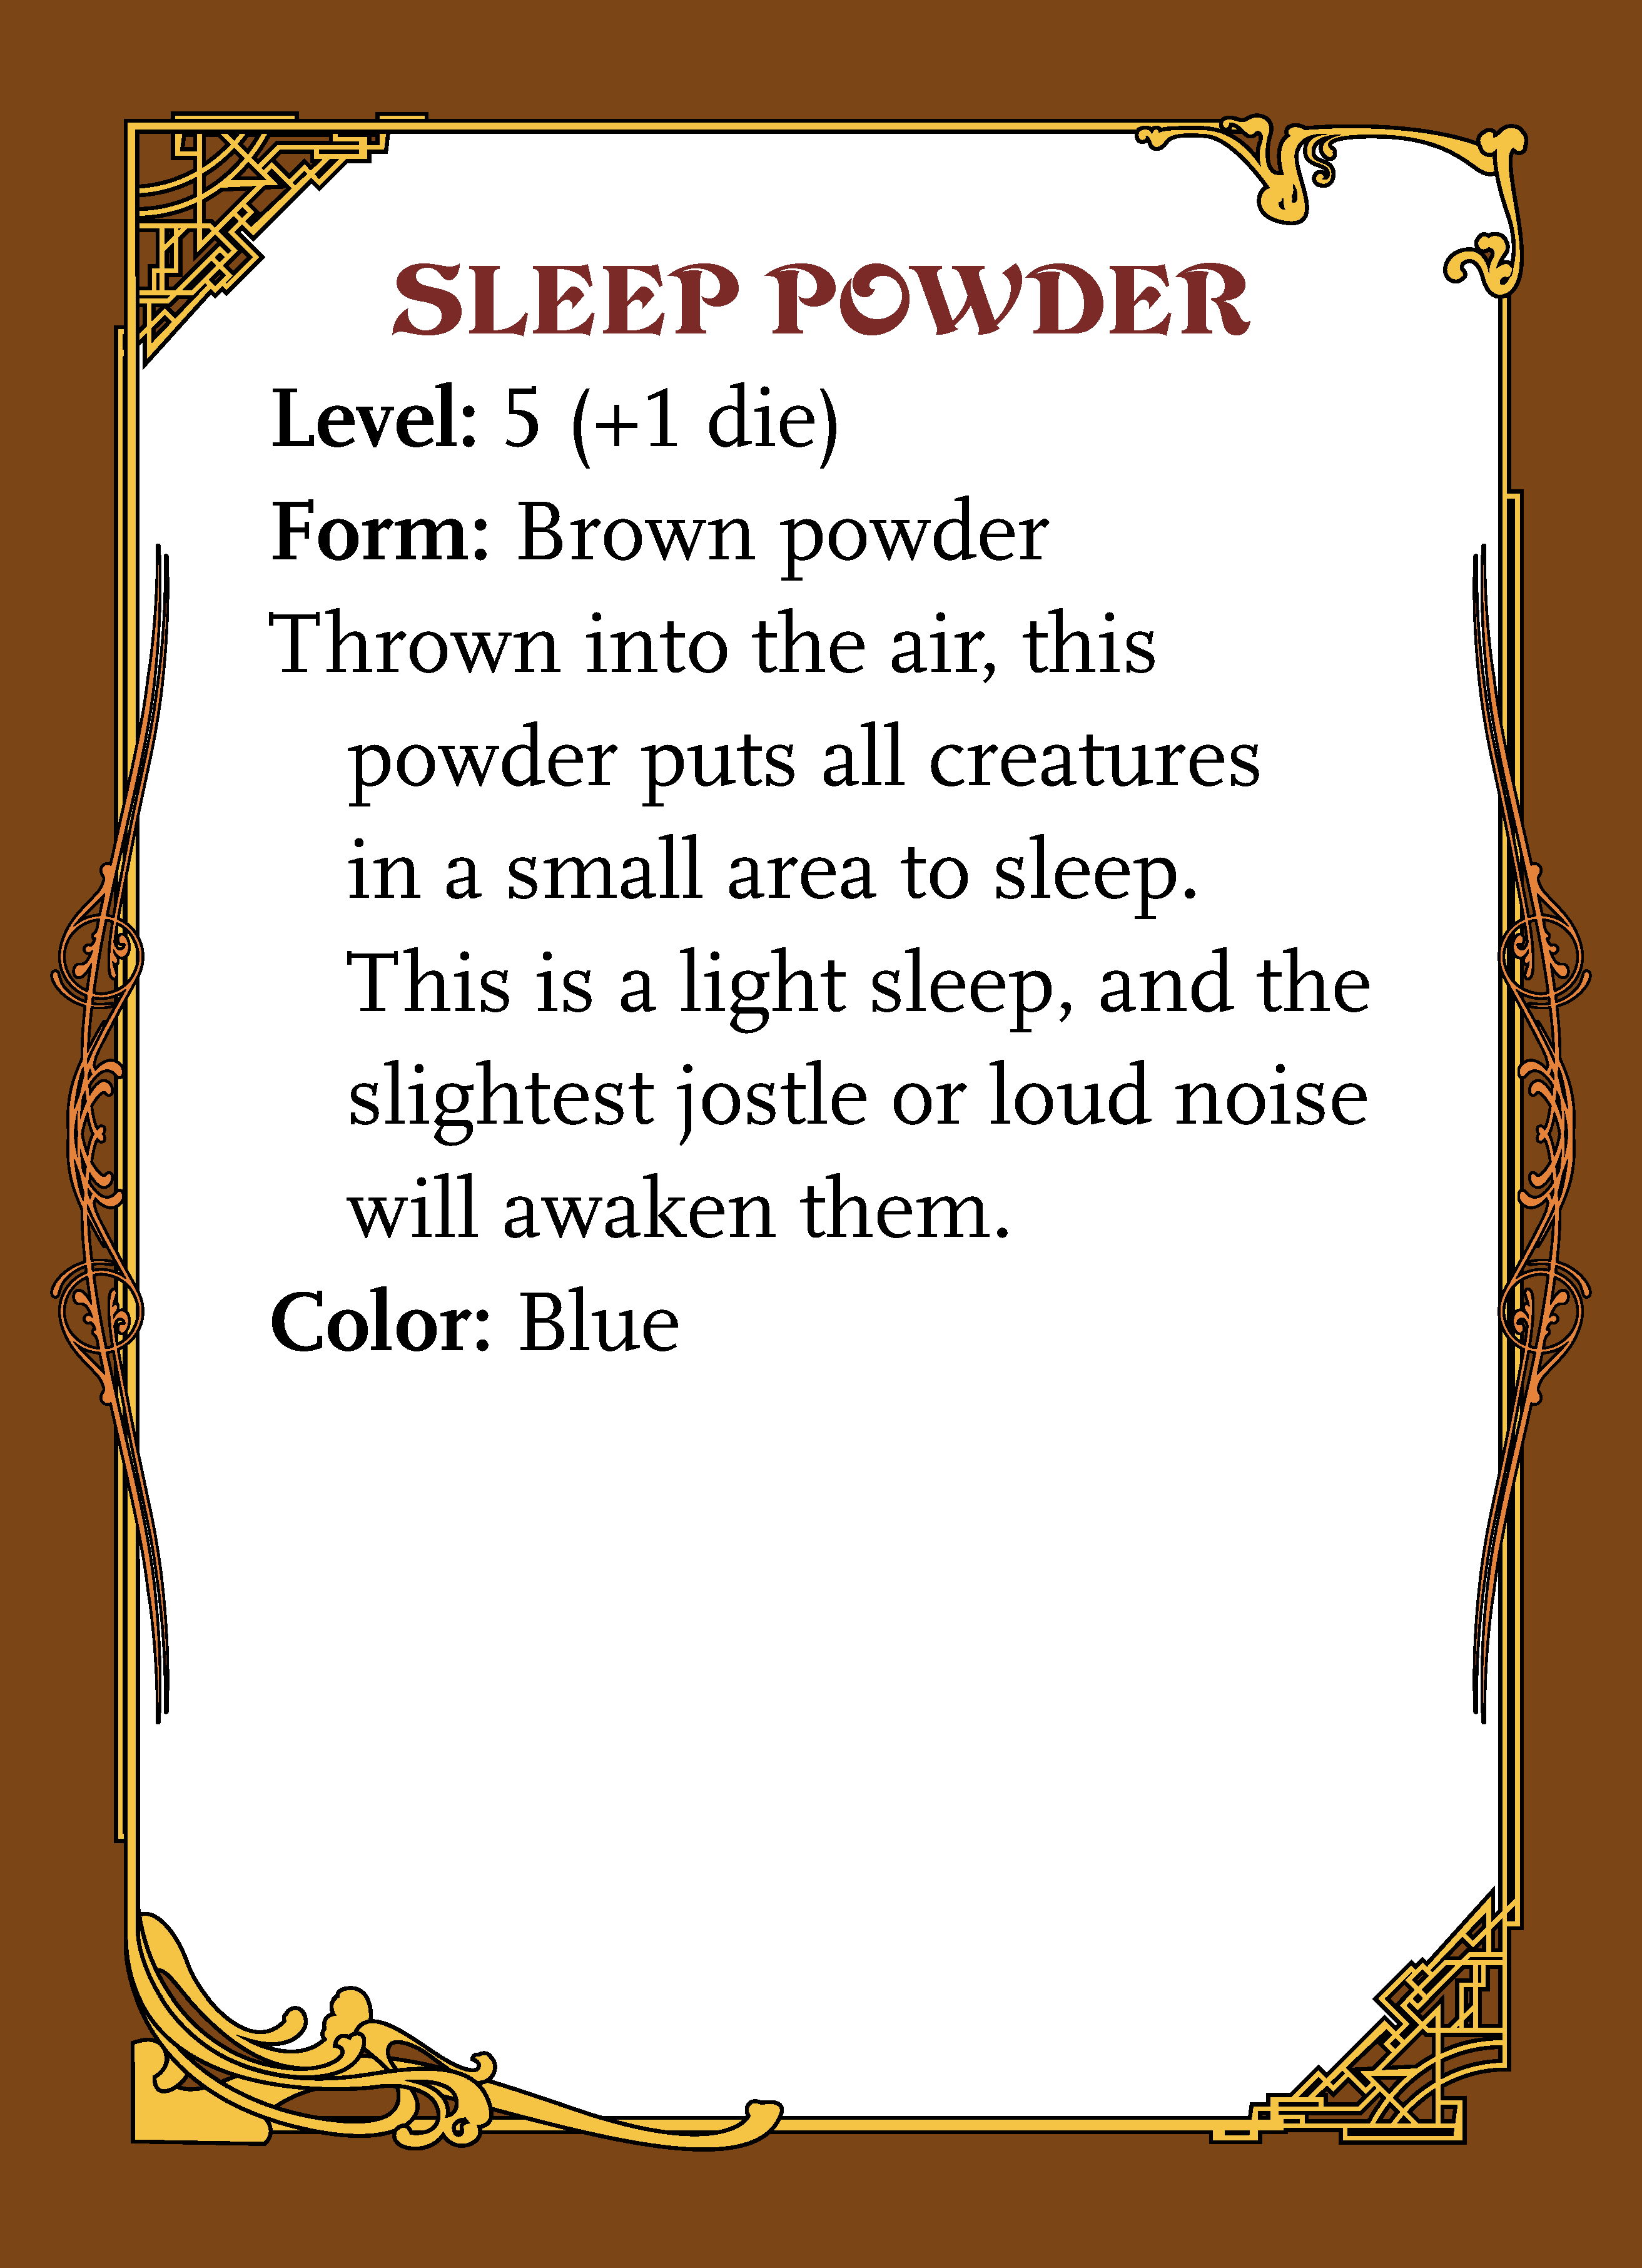 SLEEP POWDER
Level: 5 (+1 die)
Form: Brown powder
Thrown into the air, this
powder puts all creatures
in a small area to sleep.
This is a light sleep, and the
slightest jostle or loud noise
will awaken them.
Color: Blue